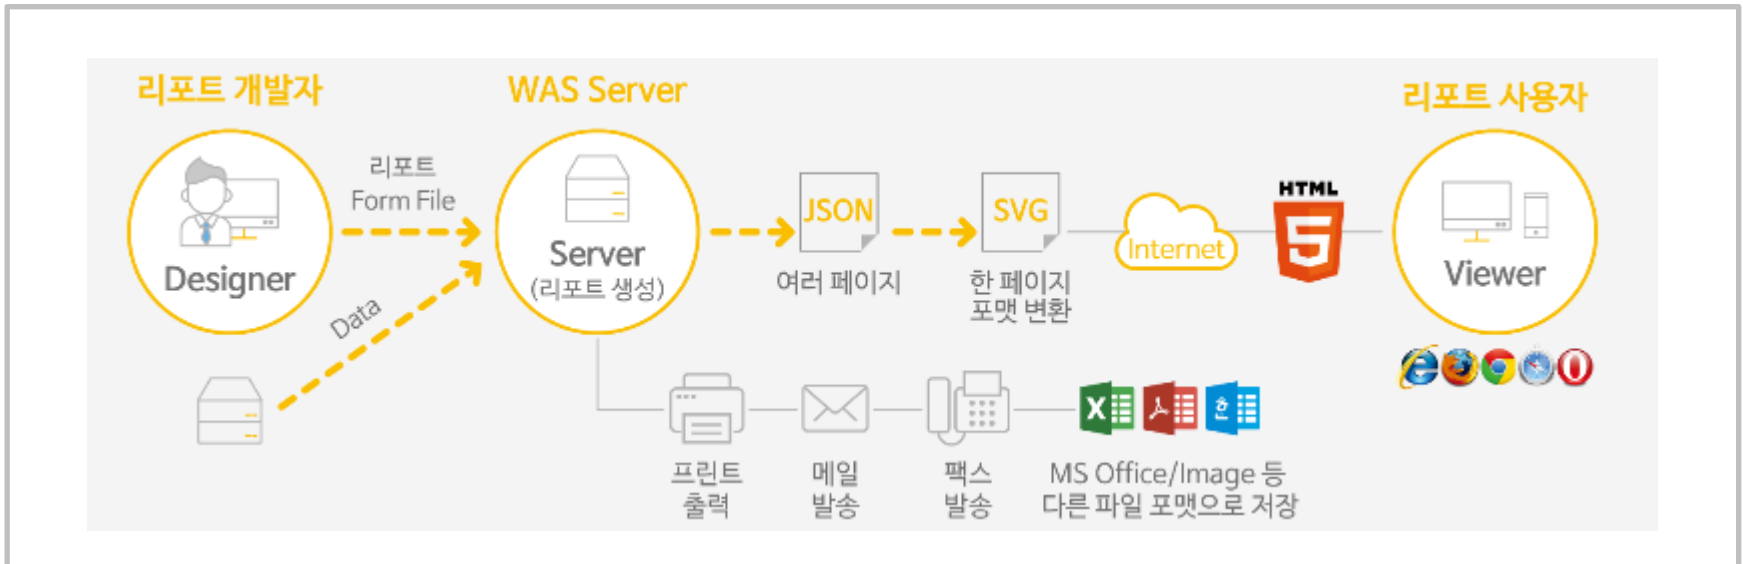 리포트 개발자
WAS Server
리포트 사용자
리포트
Form File
Designer
Data
Server
(리포트 생성)
JSON
여러 페이지
SVG
한 페이지
포맷 변환
Internet
HTML
5
Viewer
프린트
출력
메일
발송
팩스
발송
X
한
MS Office/Image 등
다른 파일 포맷으로 저장